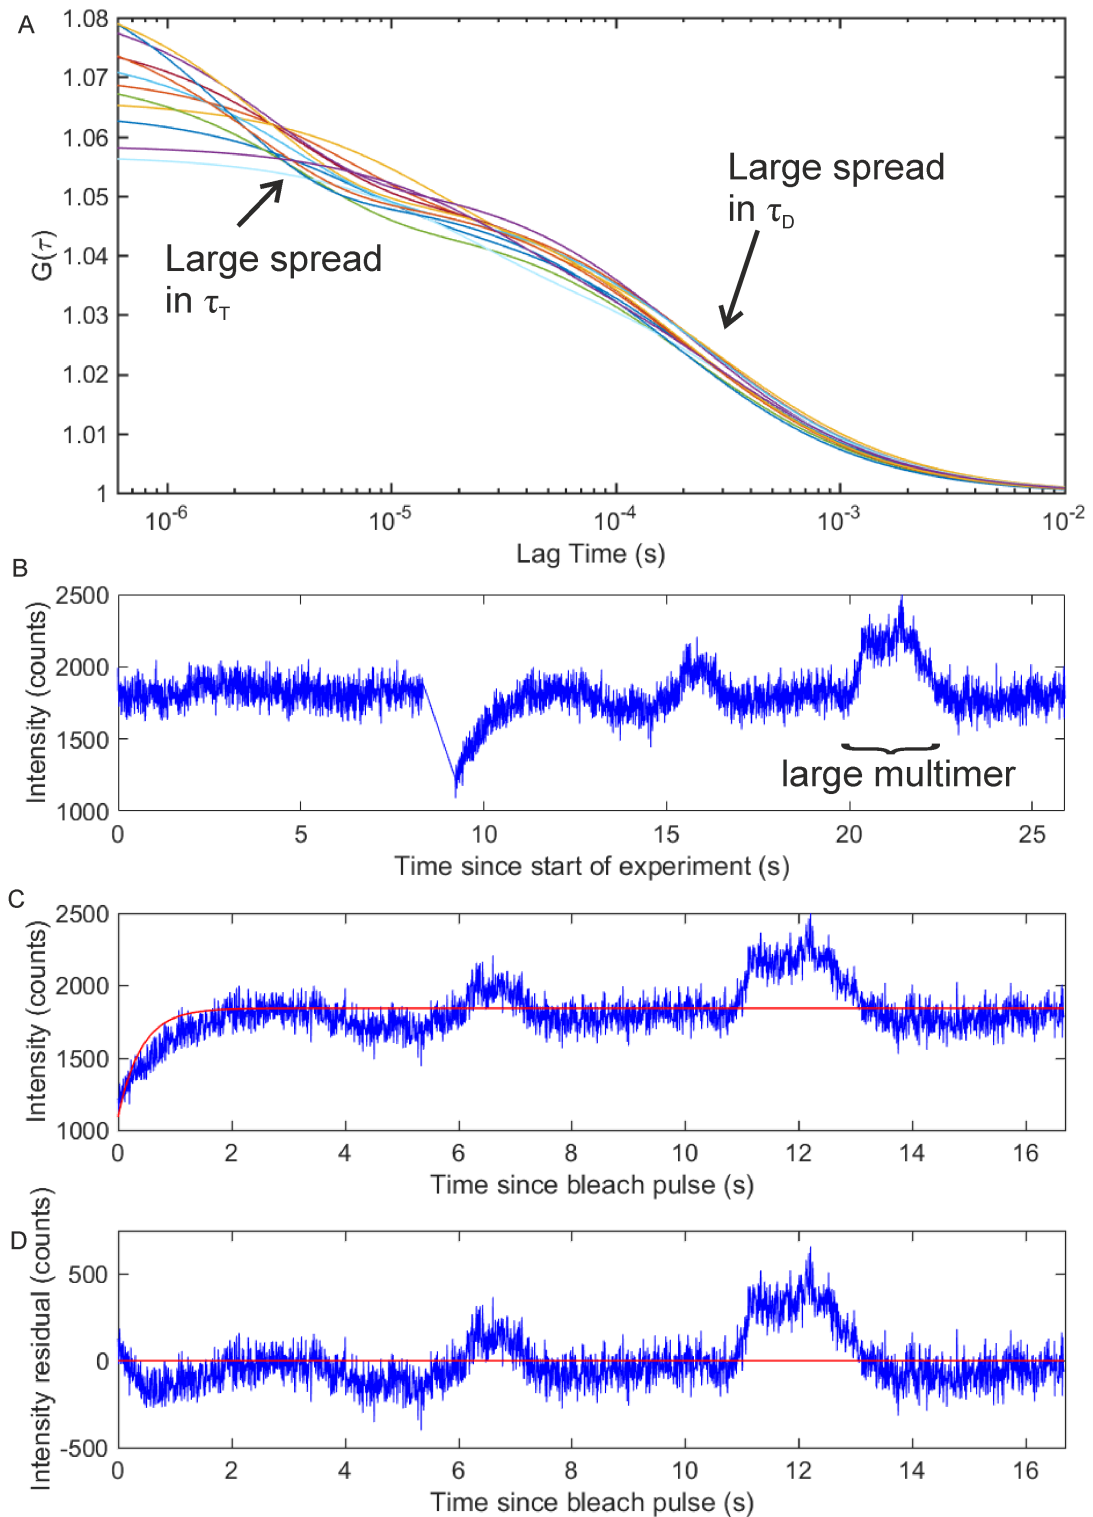 A
1.08
1.07
1.06
1.05
1.04
1.03
1.02
1.01
1
G(τ)
Large spread
in τT
Large spread
in τD
10-6
10-5
10-4
10-3
10-2
Lag Time (s)
B
2500
2000
1500
1000
Intensity (counts)
large multimer
0
5
10
15
20
25
Time since start of experiment (s)
C
2500
2000
1500
1000
Intensity (counts)
0
2
4
6
8
10
12
14
16
Time since bleach pulse (s)
D
500
0
-500
Intensity residual (counts)
0
2
4
6
8
10
12
14
16
Time since bleach pulse (s)